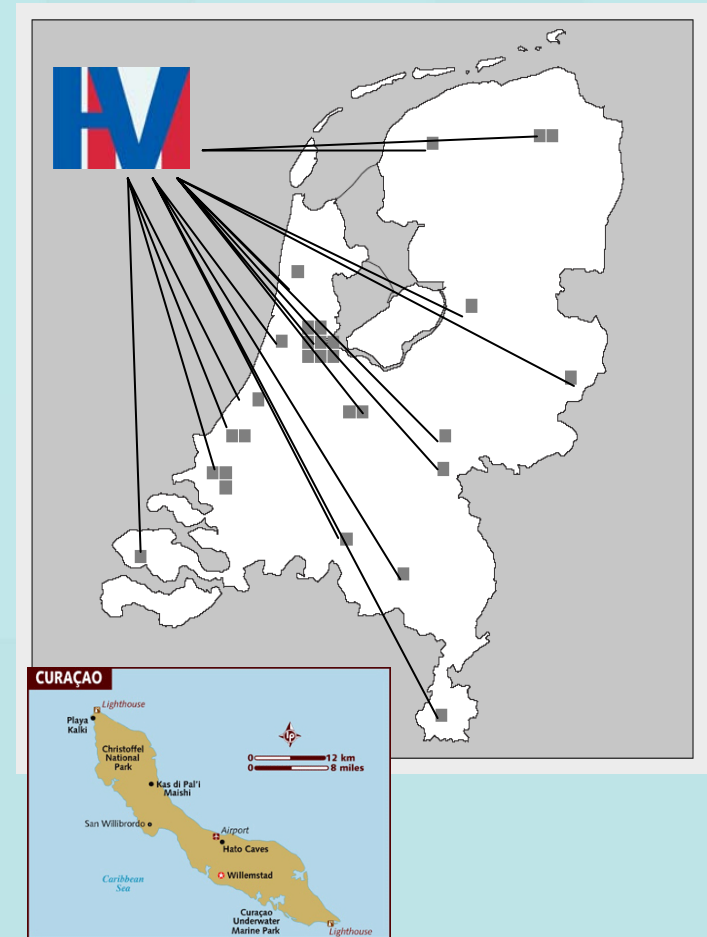 HV
CURAÇAO
Lighthouse
Playa
Kalki
Christoffel
National
Park
0 12 km
0 8 miles
Kas di Pal'i
Maishi
San Willibrordo
Airport
Hato Caves
Willemstad
Caribbean
Sea
Curaçao
Underwater
Marine Park
Lighthouse